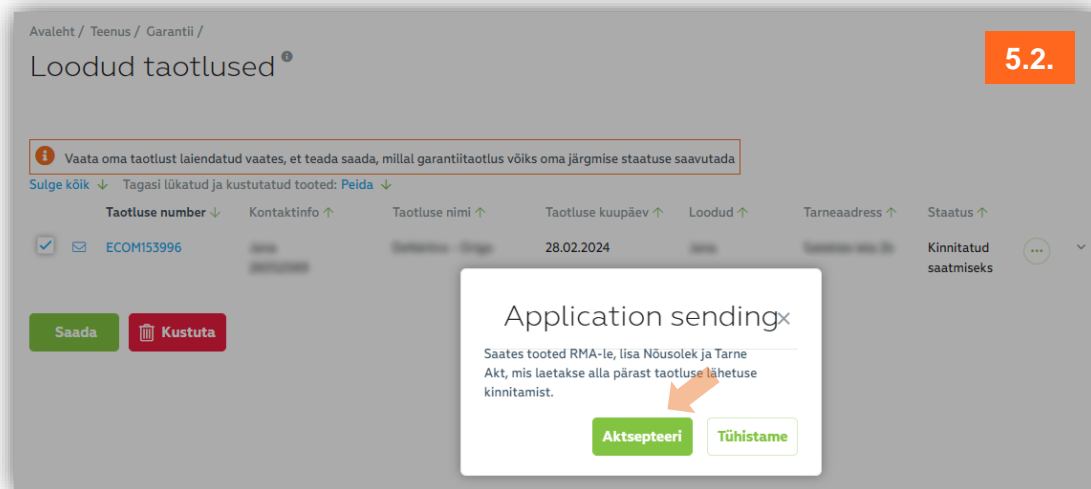 Avaleht / Teenus / Garantii /
Loodud taotlused
5.2.
Vaata oma taotlust laiendatud vaates, et teada saada, millal garantiitaotlus võiks oma järgmise staatuse saavutada
Sulge kõik ↓ Tagasi lükatud ja kustutatud tooted: Peida ↓
Taotluse number ↓ Kontaktinfo ↑ Taotluse nimi ↑ Taotluse kuupäev ↑ Loodud ↑ Tarneaadress ↑ Staatus ↑
ECOM153996 28.02.2024 Kinnitatud
saatmiseks
Saada Kustuta
Application sending
Saates tooted RMA-le, lisa Nõusolek ja Tarne
Akt, mis laetakse alla pärast taotluse lähetuse
kinnitamist.
Aktsepteeri Tühistame